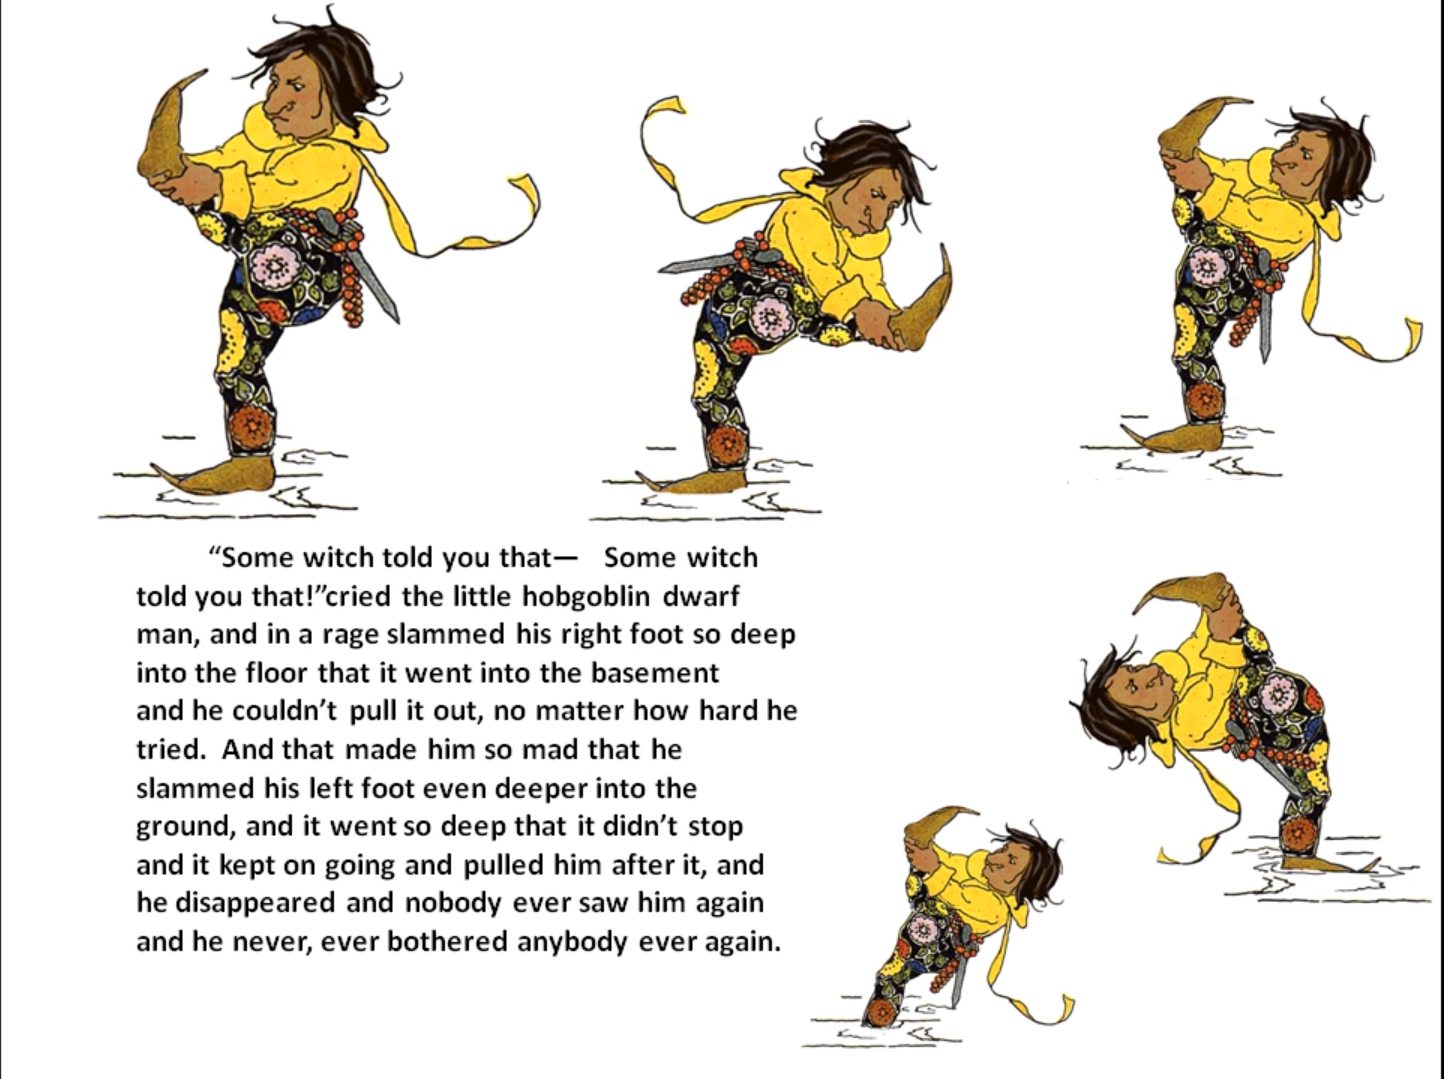 “Some witch told you that— Some witch
told you that!”cried the little hobgoblin dwarf
man, and in a rage slammed his right foot so deep
into the floor that it went into the basement
and he couldn’t pull it out, no matter how hard he
tried. And that made him so mad that he
slammed his left foot even deeper into the
ground, and it went so deep that it didn’t stop
and it kept on going and pulled him after it, and
he disappeared and nobody ever saw him again
and he never, ever bothered anybody ever again.